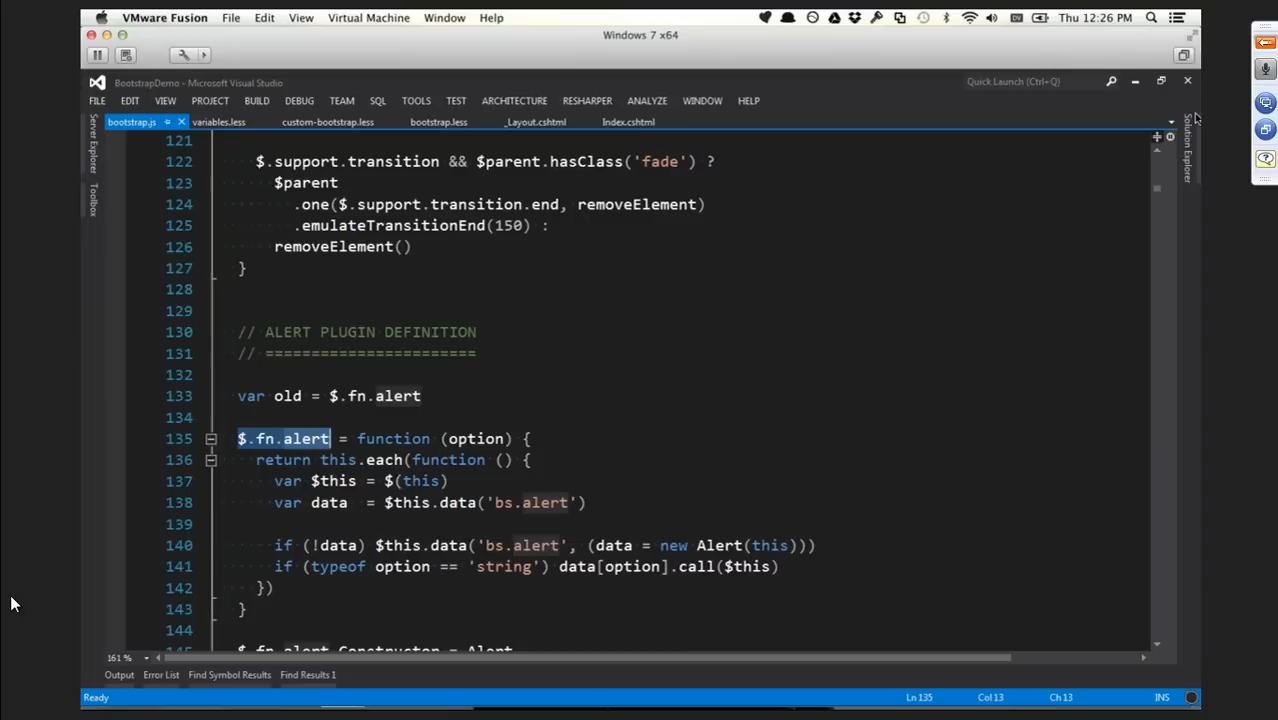 VMware Fusion File Edit View Virtual Machine Window Help Thu 12:26 PM
Windows 7 x64
BootstrapDemo - Microsoft Visual Studio Quick Launch (Ctrl+Q)
FILE EDIT VIEW PROJECT BUILD DEBUG TEAM SQL TOOLS TEST ARCHITECTURE RESHARPER ANALYZE WINDOW HELP
bootstrap.js variables.less custom-bootstrap.less bootstrap.less _Layout.cshtml Index.cshtml
Server Explorer
Toolbox
Solution Explorer
121
122 $.support.transition && $parent.hasClass('fade') ?
123 $parent
124 .one($.support.transition.end, removeElement)
125 .emulateTransitionEnd(150) :
126 removeElement()
127 }
128
129
130 // ALERT PLUGIN DEFINITION
131 // =======================
132
133 var old = $.fn.alert
134
135 $.fn.alert = function (option) {
136 return this.each(function () {
137 var $this = $(this)
138 var data  = $this.data('bs.alert')
139
140 if (!data) $this.data('bs.alert', (data = new Alert(this)))
141 if (typeof option == 'string') data[option].call($this)
142 })
143 }
144
145 $.fn.alert.Constructor = Alert
161 %
Output Error List Find Symbol Results Find Results 1
Ready Ln 135 Col 13 Ch 13 INS